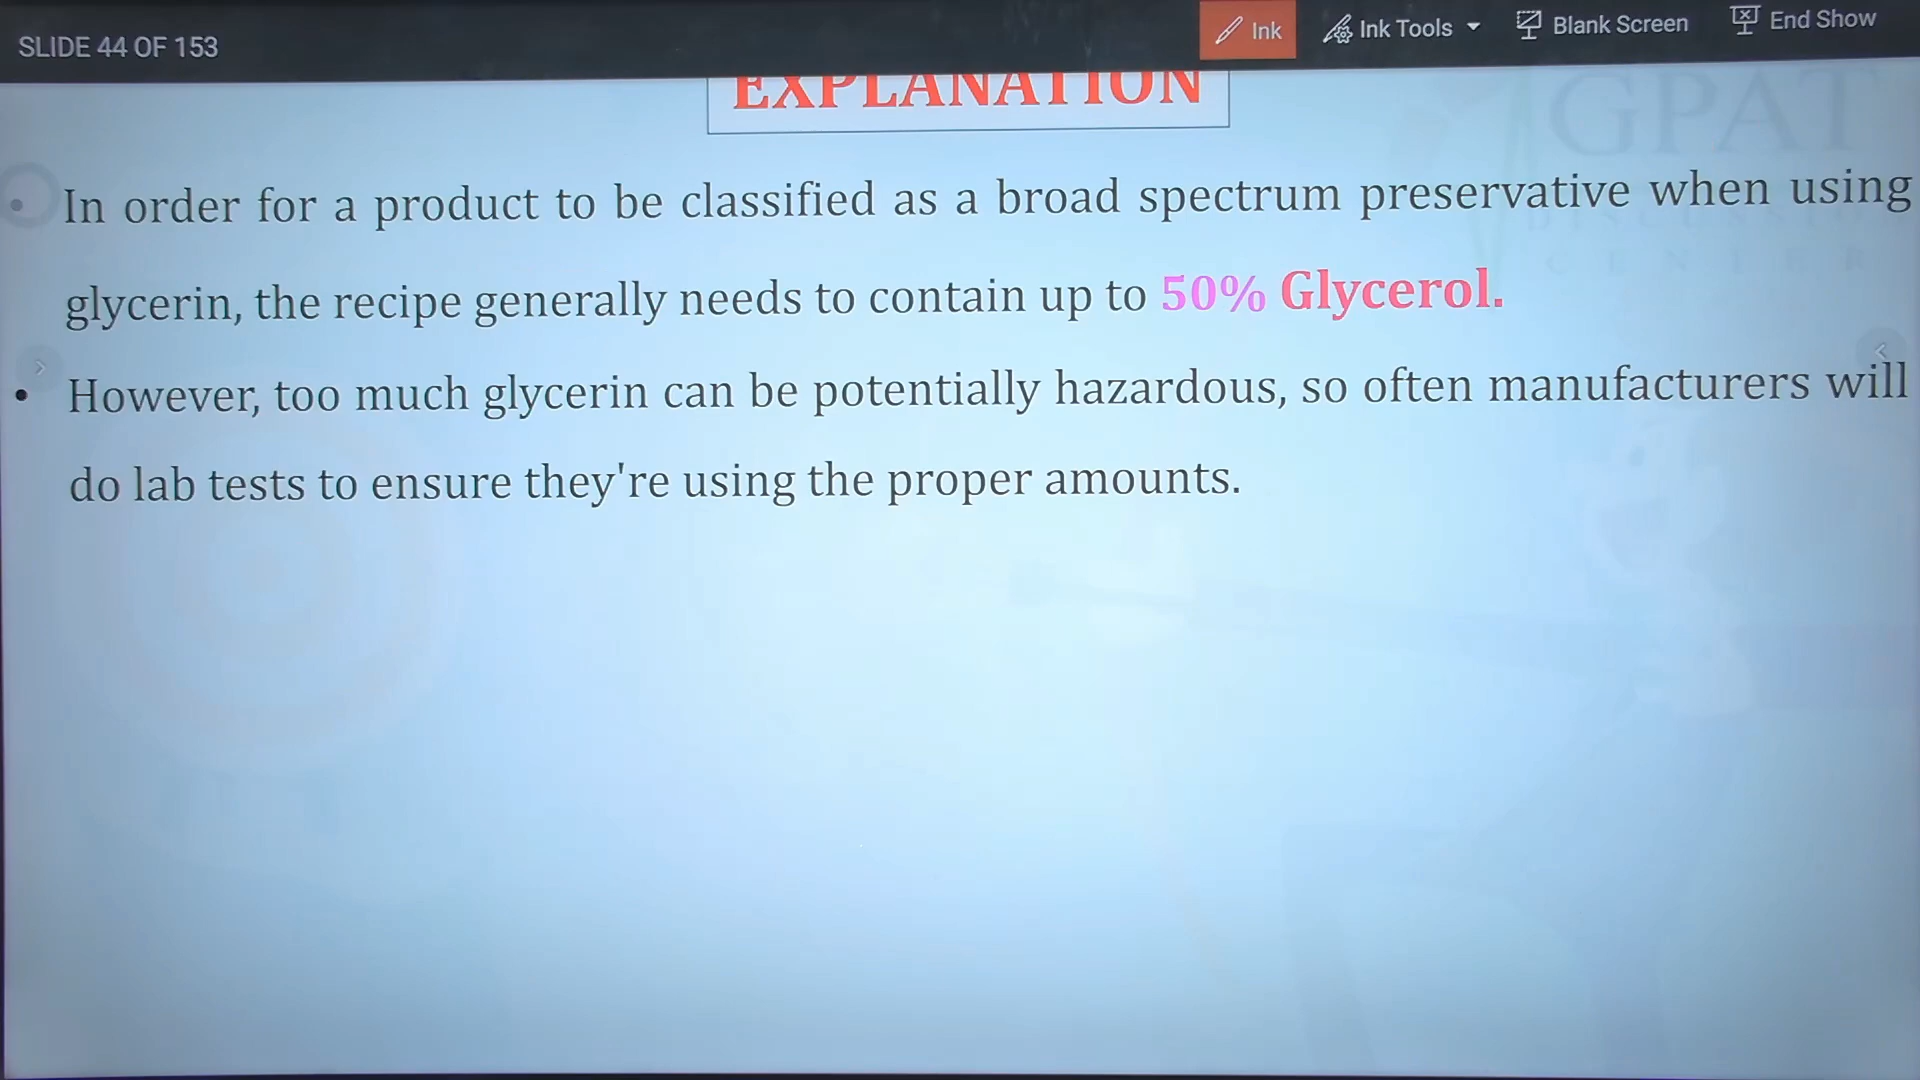 SLIDE 44 OF 153
Ink
Ink Tools
Blank Screen
End Show
EXPLANATION
GPAT
DISCUSSION
CENTER
• In order for a product to be classified as a broad spectrum preservative when using
glycerin, the recipe generally needs to contain up to 50% Glycerol.
• However, too much glycerin can be potentially hazardous, so often manufacturers will
do lab tests to ensure they're using the proper amounts.